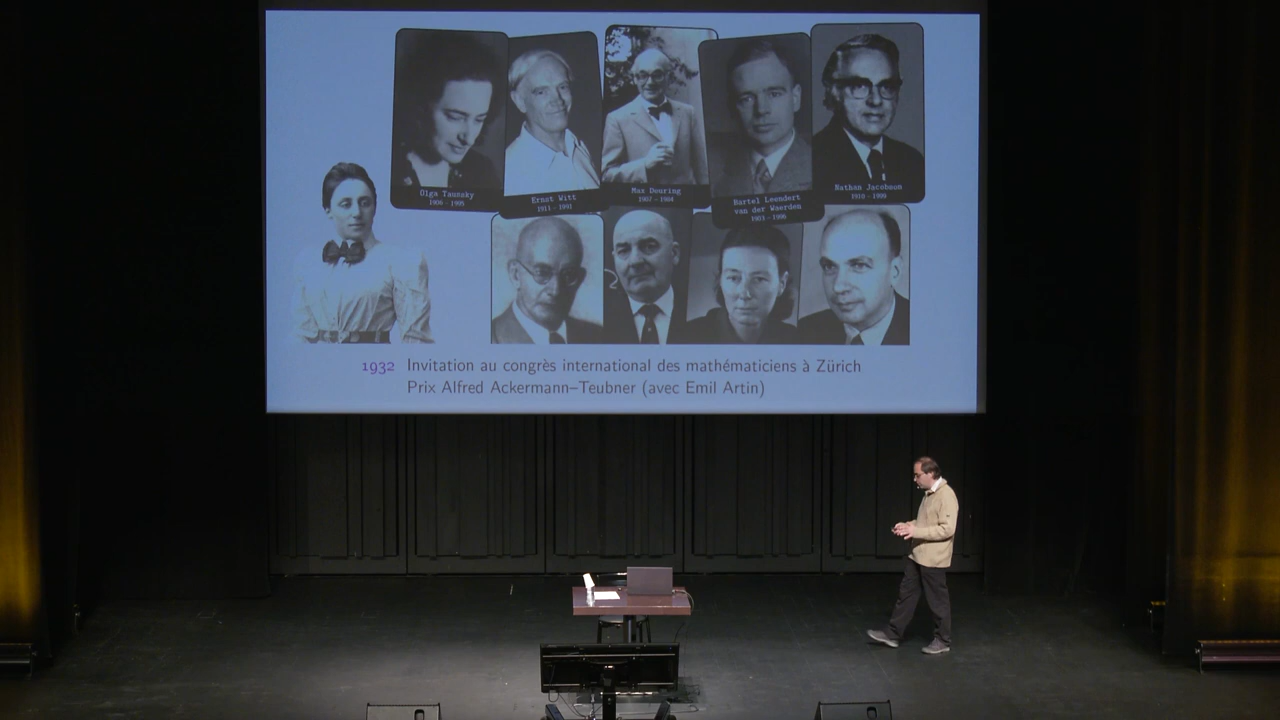 Olga Taussky
1906 - 1995
Ernst Witt
1911 - 1991
Max Deuring
1907 - 1984
Bartel Leendert
van der Waerden
1903 - 1996
Nathan Jacobson
1910 - 1999
1932 Invitation au congrès international des mathématiciens à Zürich
Prix Alfred Ackermann–Teubner (avec Emil Artin)